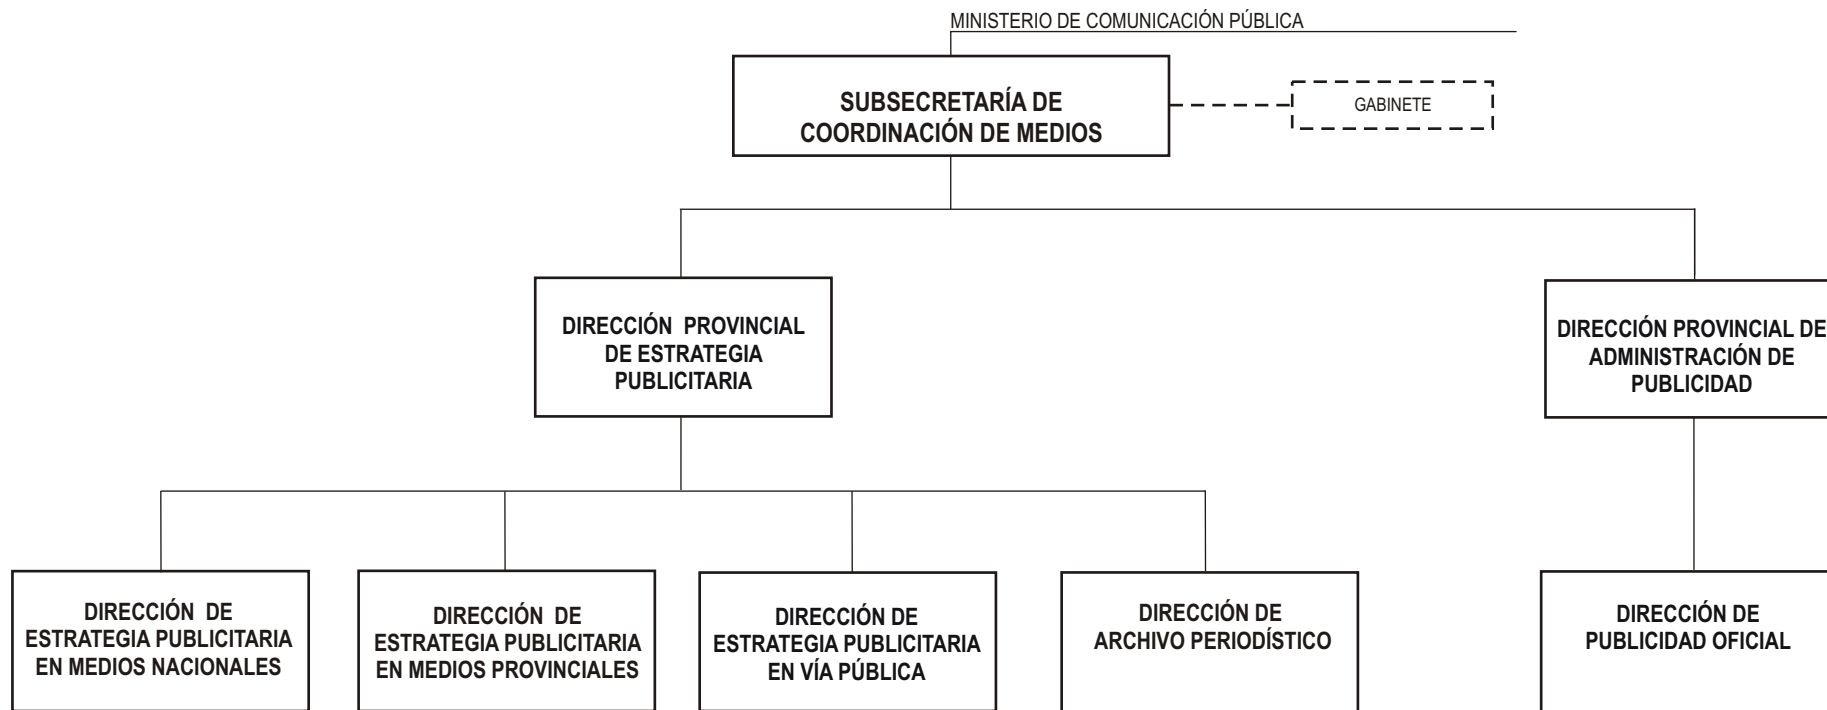 MINISTERIO DE COMUNICACIÓN PÚBLICA
SUBSECRETARÍA DE
COORDINACIÓN DE MEDIOS
GABINETE
DIRECCIÓN PROVINCIAL
DE ESTRATEGIA
PUBLICITARIA
DIRECCIÓN PROVINCIAL DE
ADMINISTRACIÓN DE
PUBLICIDAD
DIRECCIÓN DE
ESTRATEGIA PUBLICITARIA
EN MEDIOS NACIONALES
DIRECCIÓN DE
ESTRATEGIA PUBLICITARIA
EN MEDIOS PROVINCIALES
DIRECCIÓN DE
ESTRATEGIA PUBLICITARIA
EN VÍA PÚBLICA
DIRECCIÓN DE
ARCHIVO PERIODÍSTICO
DIRECCIÓN DE
PUBLICIDAD OFICIAL